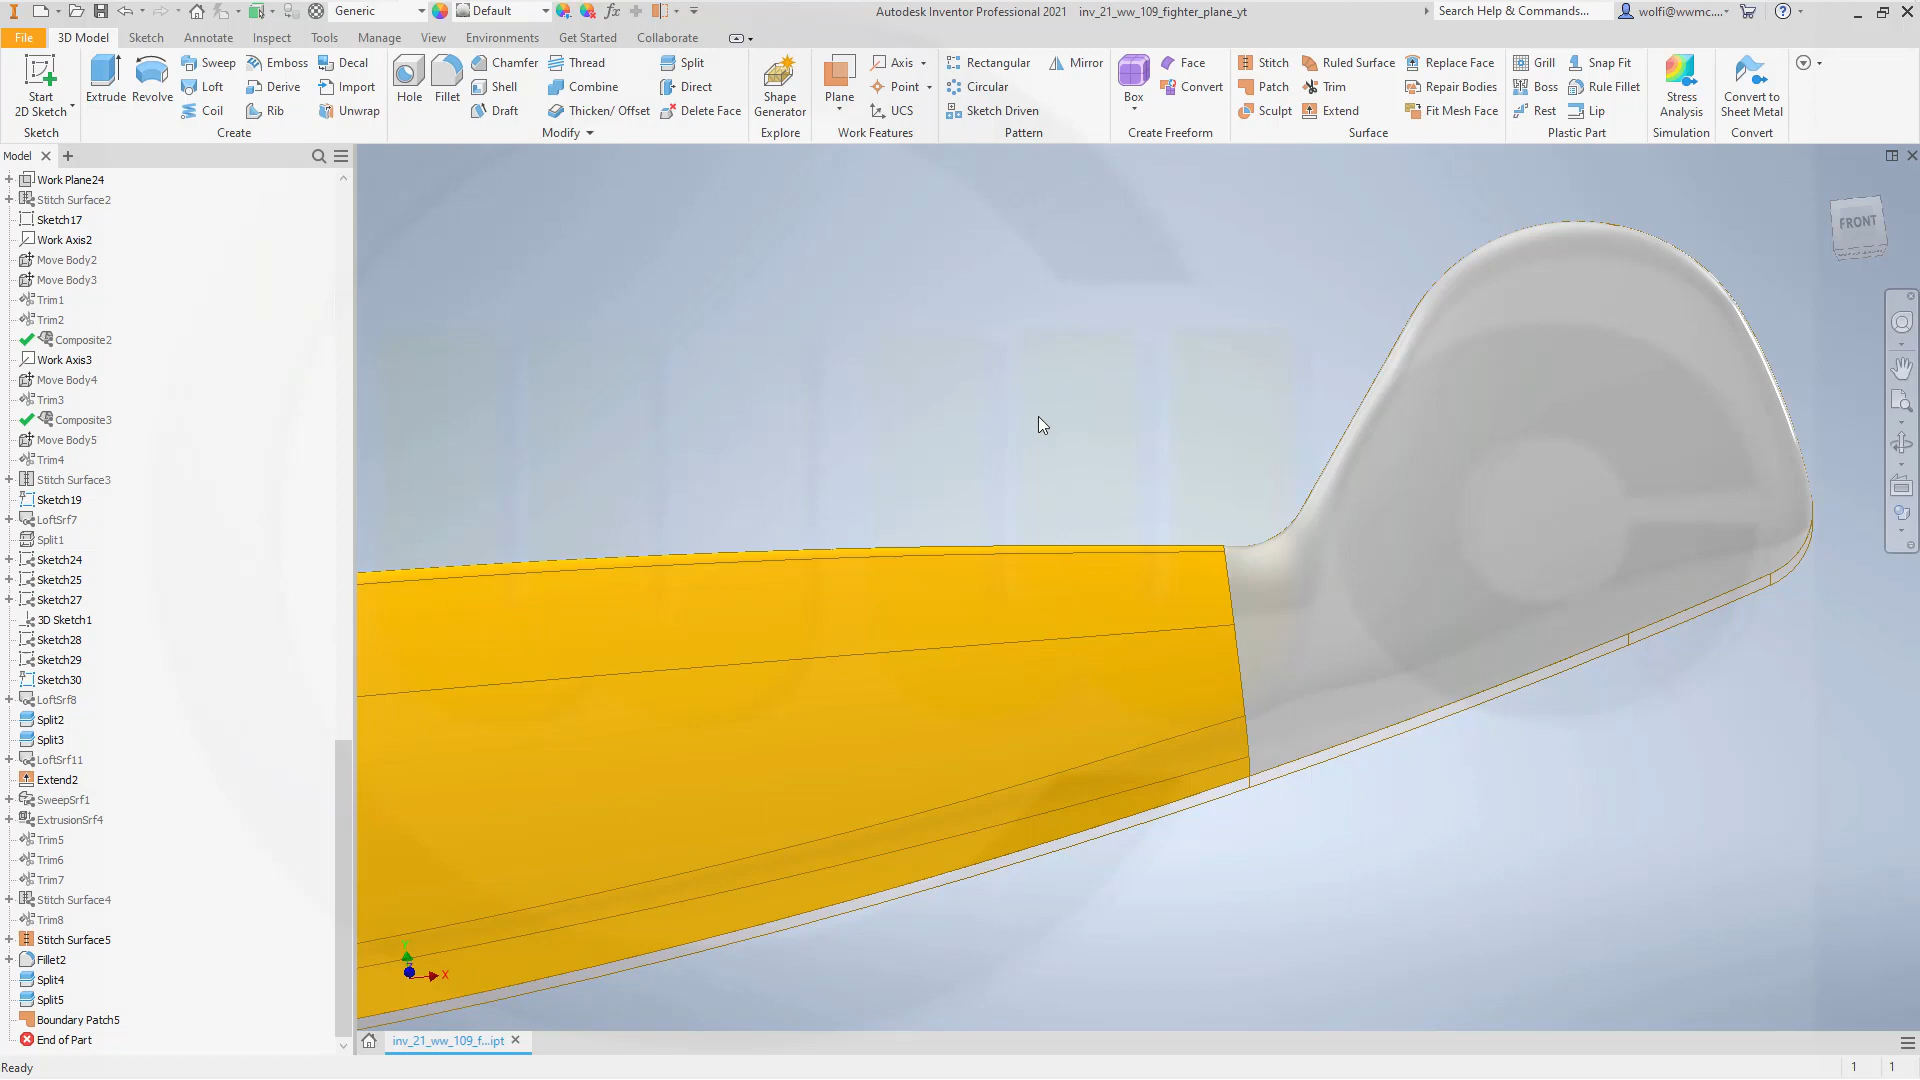 Generic
Default
fx
Autodesk Inventor Professional 2021 inv_21_ww_109_fighter_plane_yt
Search Help & Commands...
wolfi@wwmc....
File
3D Model
Sketch
Annotate
Inspect
Tools
Manage
View
Environments
Get Started
Collaborate
Start
2D Sketch
Sketch
Extrude
Revolve
Sweep
Loft
Coil
Emboss
Derive
Rib
Decal
Import
Unwrap
Create
Hole
Fillet
Chamfer
Shell
Draft
Thread
Combine
Thicken/ Offset
Split
Direct
Delete Face
Modify
Shape
Generator
Explore
Plane
Axis
Point
UCS
Work Features
Rectangular
Circular
Sketch Driven
Mirror
Pattern
Box
Face
Convert
Create Freeform
Stitch
Patch
Sculpt
Ruled Surface
Trim
Extend
Replace Face
Repair Bodies
Fit Mesh Face
Surface
Grill
Boss
Rest
Snap Fit
Rule Fillet
Lip
Plastic Part
Stress
Analysis
Simulation
Convert to
Sheet Metal
Convert
Model
Work Plane24
Stitch Surface2
Sketch17
Work Axis2
Move Body2
Move Body3
Trim1
Trim2
Composite2
Work Axis3
Move Body4
Trim3
Composite3
Move Body5
Trim4
Stitch Surface3
Sketch19
LoftSrf7
Split1
Sketch24
Sketch25
Sketch27
3D Sketch1
Sketch28
Sketch29
Sketch30
LoftSrf8
Split2
Split3
LoftSrf11
Extend2
SweepSrf1
ExtrusionSrf4
Trim5
Trim6
Trim7
Stitch Surface4
Trim8
Stitch Surface5
Fillet2
Split4
Split5
Boundary Patch5
End of Part
FRONT
X
inv_21_ww_109_f...ipt
Ready
1 1